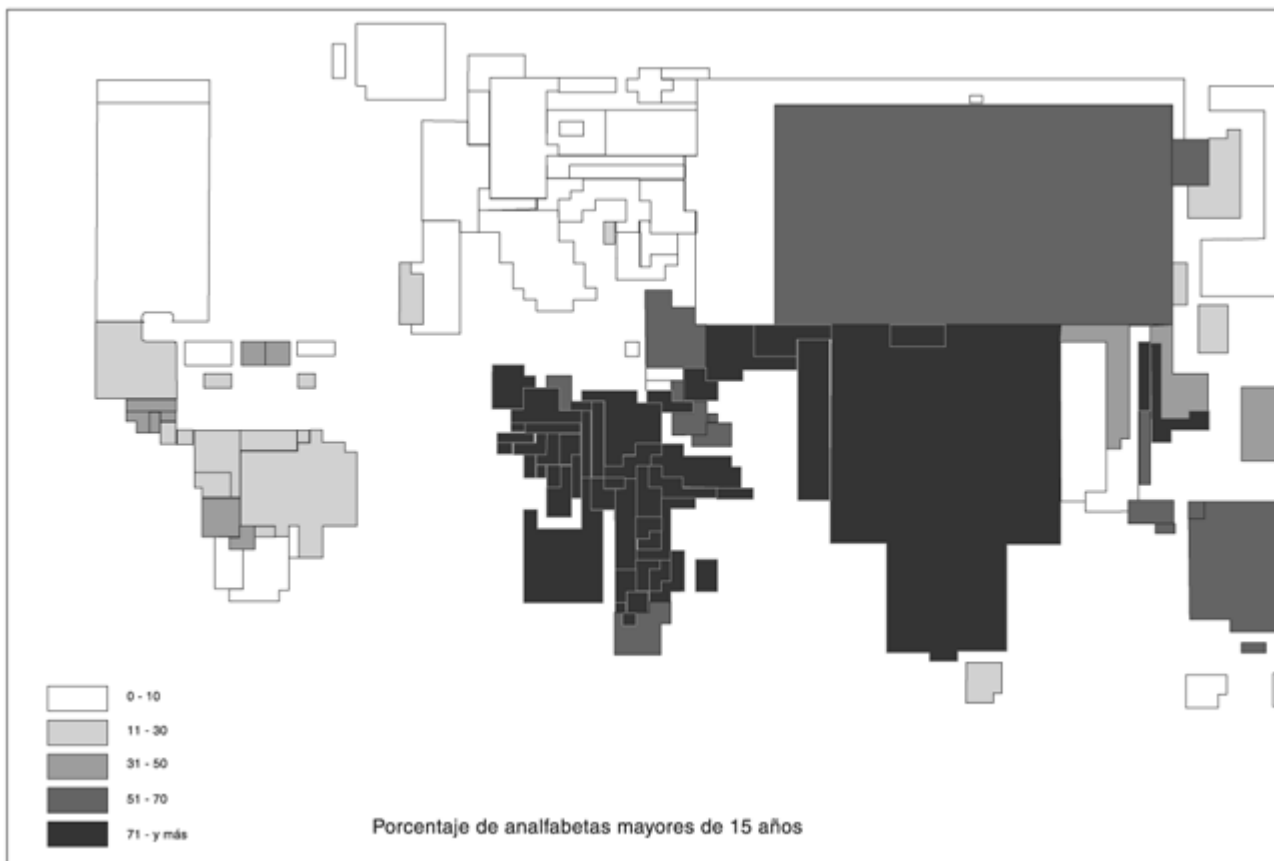 0 - 10
11 - 30
31 - 50
51 - 70
71 - y más
Porcentaje de analfabetas mayores de 15 años